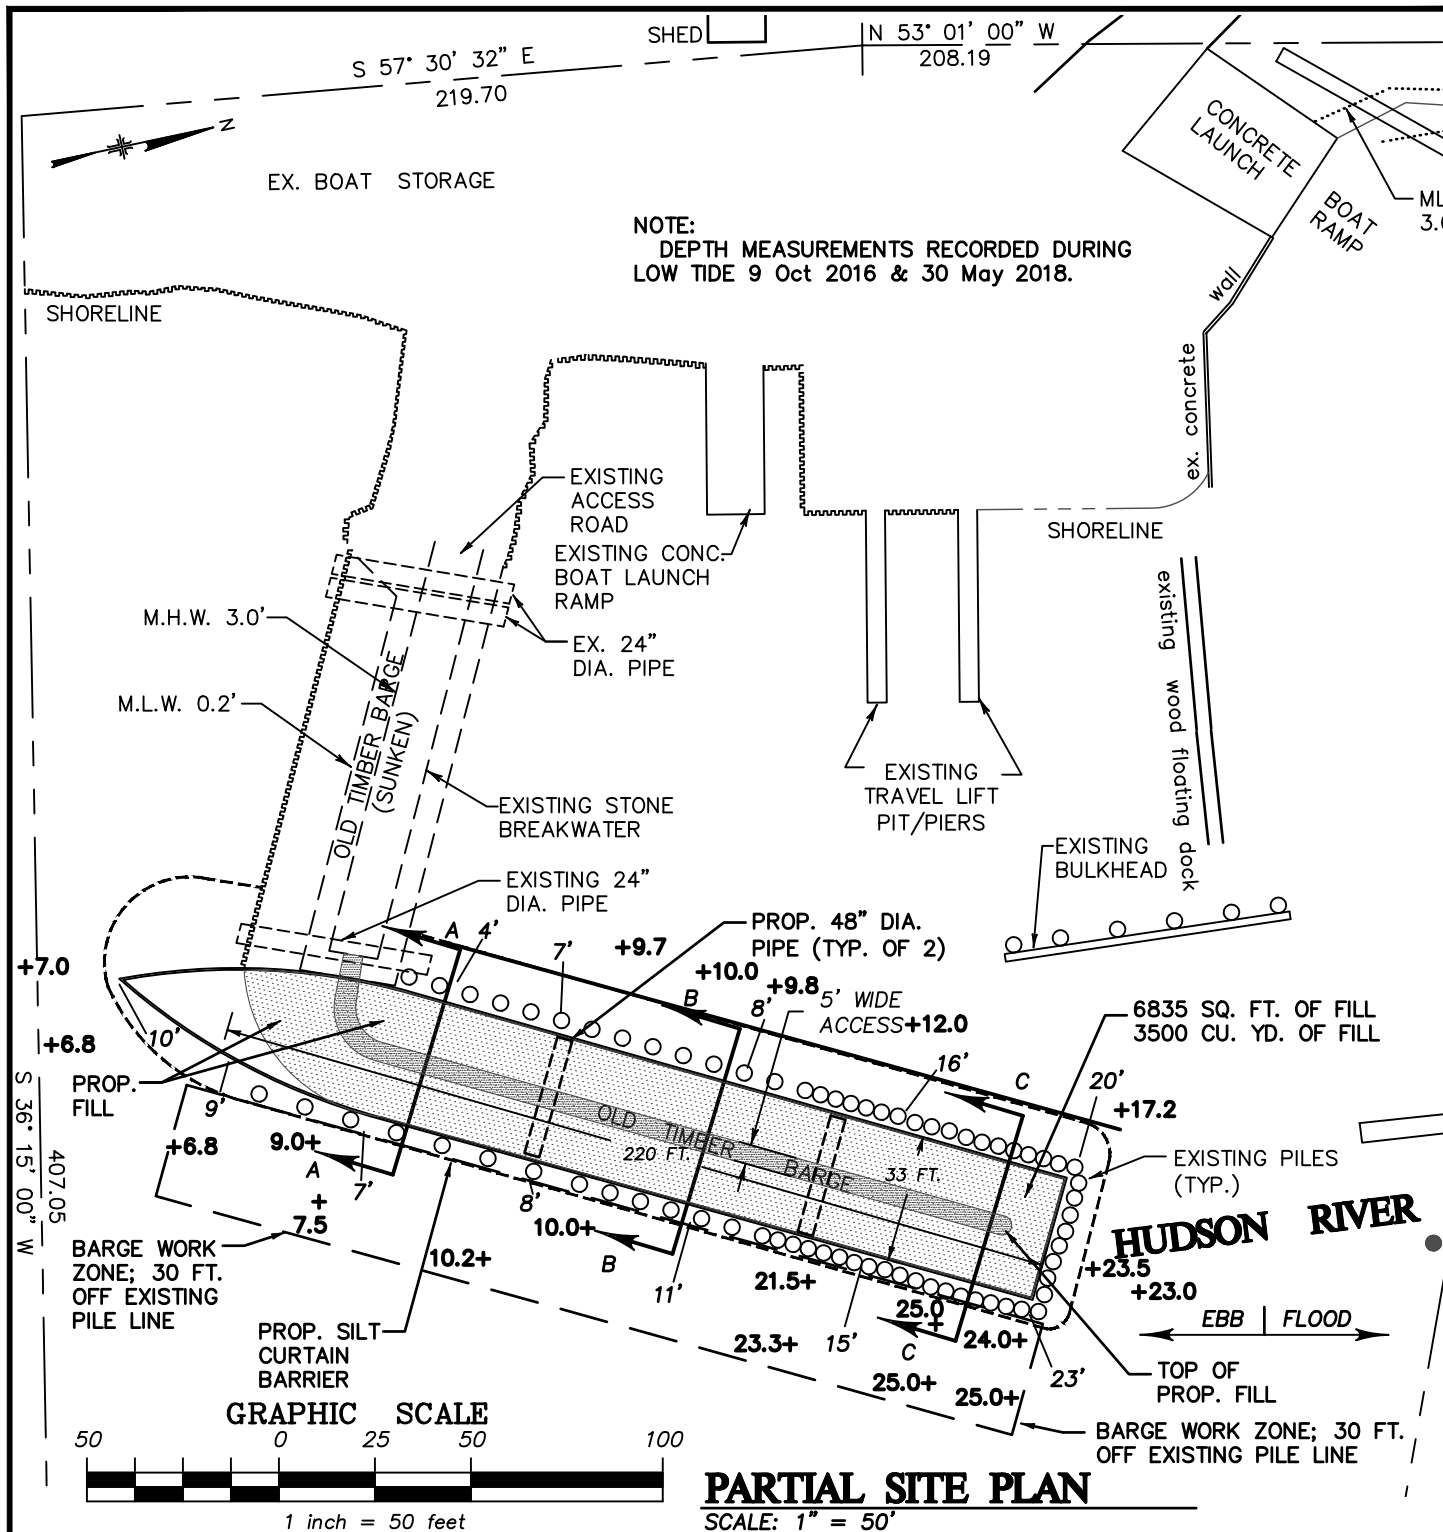 SHED
N 53° 01' 00" W
208.19
S 57° 30' 32" E
219.70
N
EX. BOAT STORAGE
CONCRETE
LAUNCH
BOAT
RAMP
NOTE:
DEPTH MEASUREMENTS RECORDED DURING
LOW TIDE 9 Oct 2016 & 30 May 2018.
SHORELINE
wall
ex. concrete
EXISTING
ACCESS
ROAD
EXISTING CONC.
BOAT LAUNCH
RAMP
SHORELINE
M.H.W. 3.0'
EX. 24"
DIA. PIPE
M.L.W. 0.2'
OLD TIMBER BARGE
(SUNKEN)
existing wood floating dock
EXISTING
TRAVEL LIFT
PIT/PIERS
EXISTING STONE
BREAKWATER
EXISTING
BULKHEAD
EXISTING 24"
DIA. PIPE
PROP. 48" DIA.
PIPE (TYP. OF 2)
A
4'
7'
+9.7
+7.0
+10.0
+9.8
B
8'
5' WIDE
ACCESS
+12.0
6835 SQ. FT. OF FILL
3500 CU. YD. OF FILL
10'
+6.8
16'
C
20'
+17.2
PROP.
FILL
9'
OLD TIMBER BARGE
220 FT.
33 FT.
+6.8
9.0+
A
7'
8'
EXISTING PILES
(TYP.)
S 36° 15' 00" W
407.05
+
7.5
10.0+
B
HUDSON RIVER
BARGE WORK
ZONE; 30 FT.
OFF EXISTING
PILE LINE
10.2+
11'
21.5+
+23.5
+23.0
25.0
+
EBB
FLOOD
PROP. SILT
CURTAIN
BARRIER
23.3+
15'
C
24.0+
25.0+
25.0+
23'
TOP OF
PROP. FILL
BARGE WORK ZONE; 30 FT.
OFF EXISTING PILE LINE
GRAPHIC SCALE
50 0 25 50 100
1 inch = 50 feet
PARTIAL SITE PLAN
SCALE: 1" = 50'